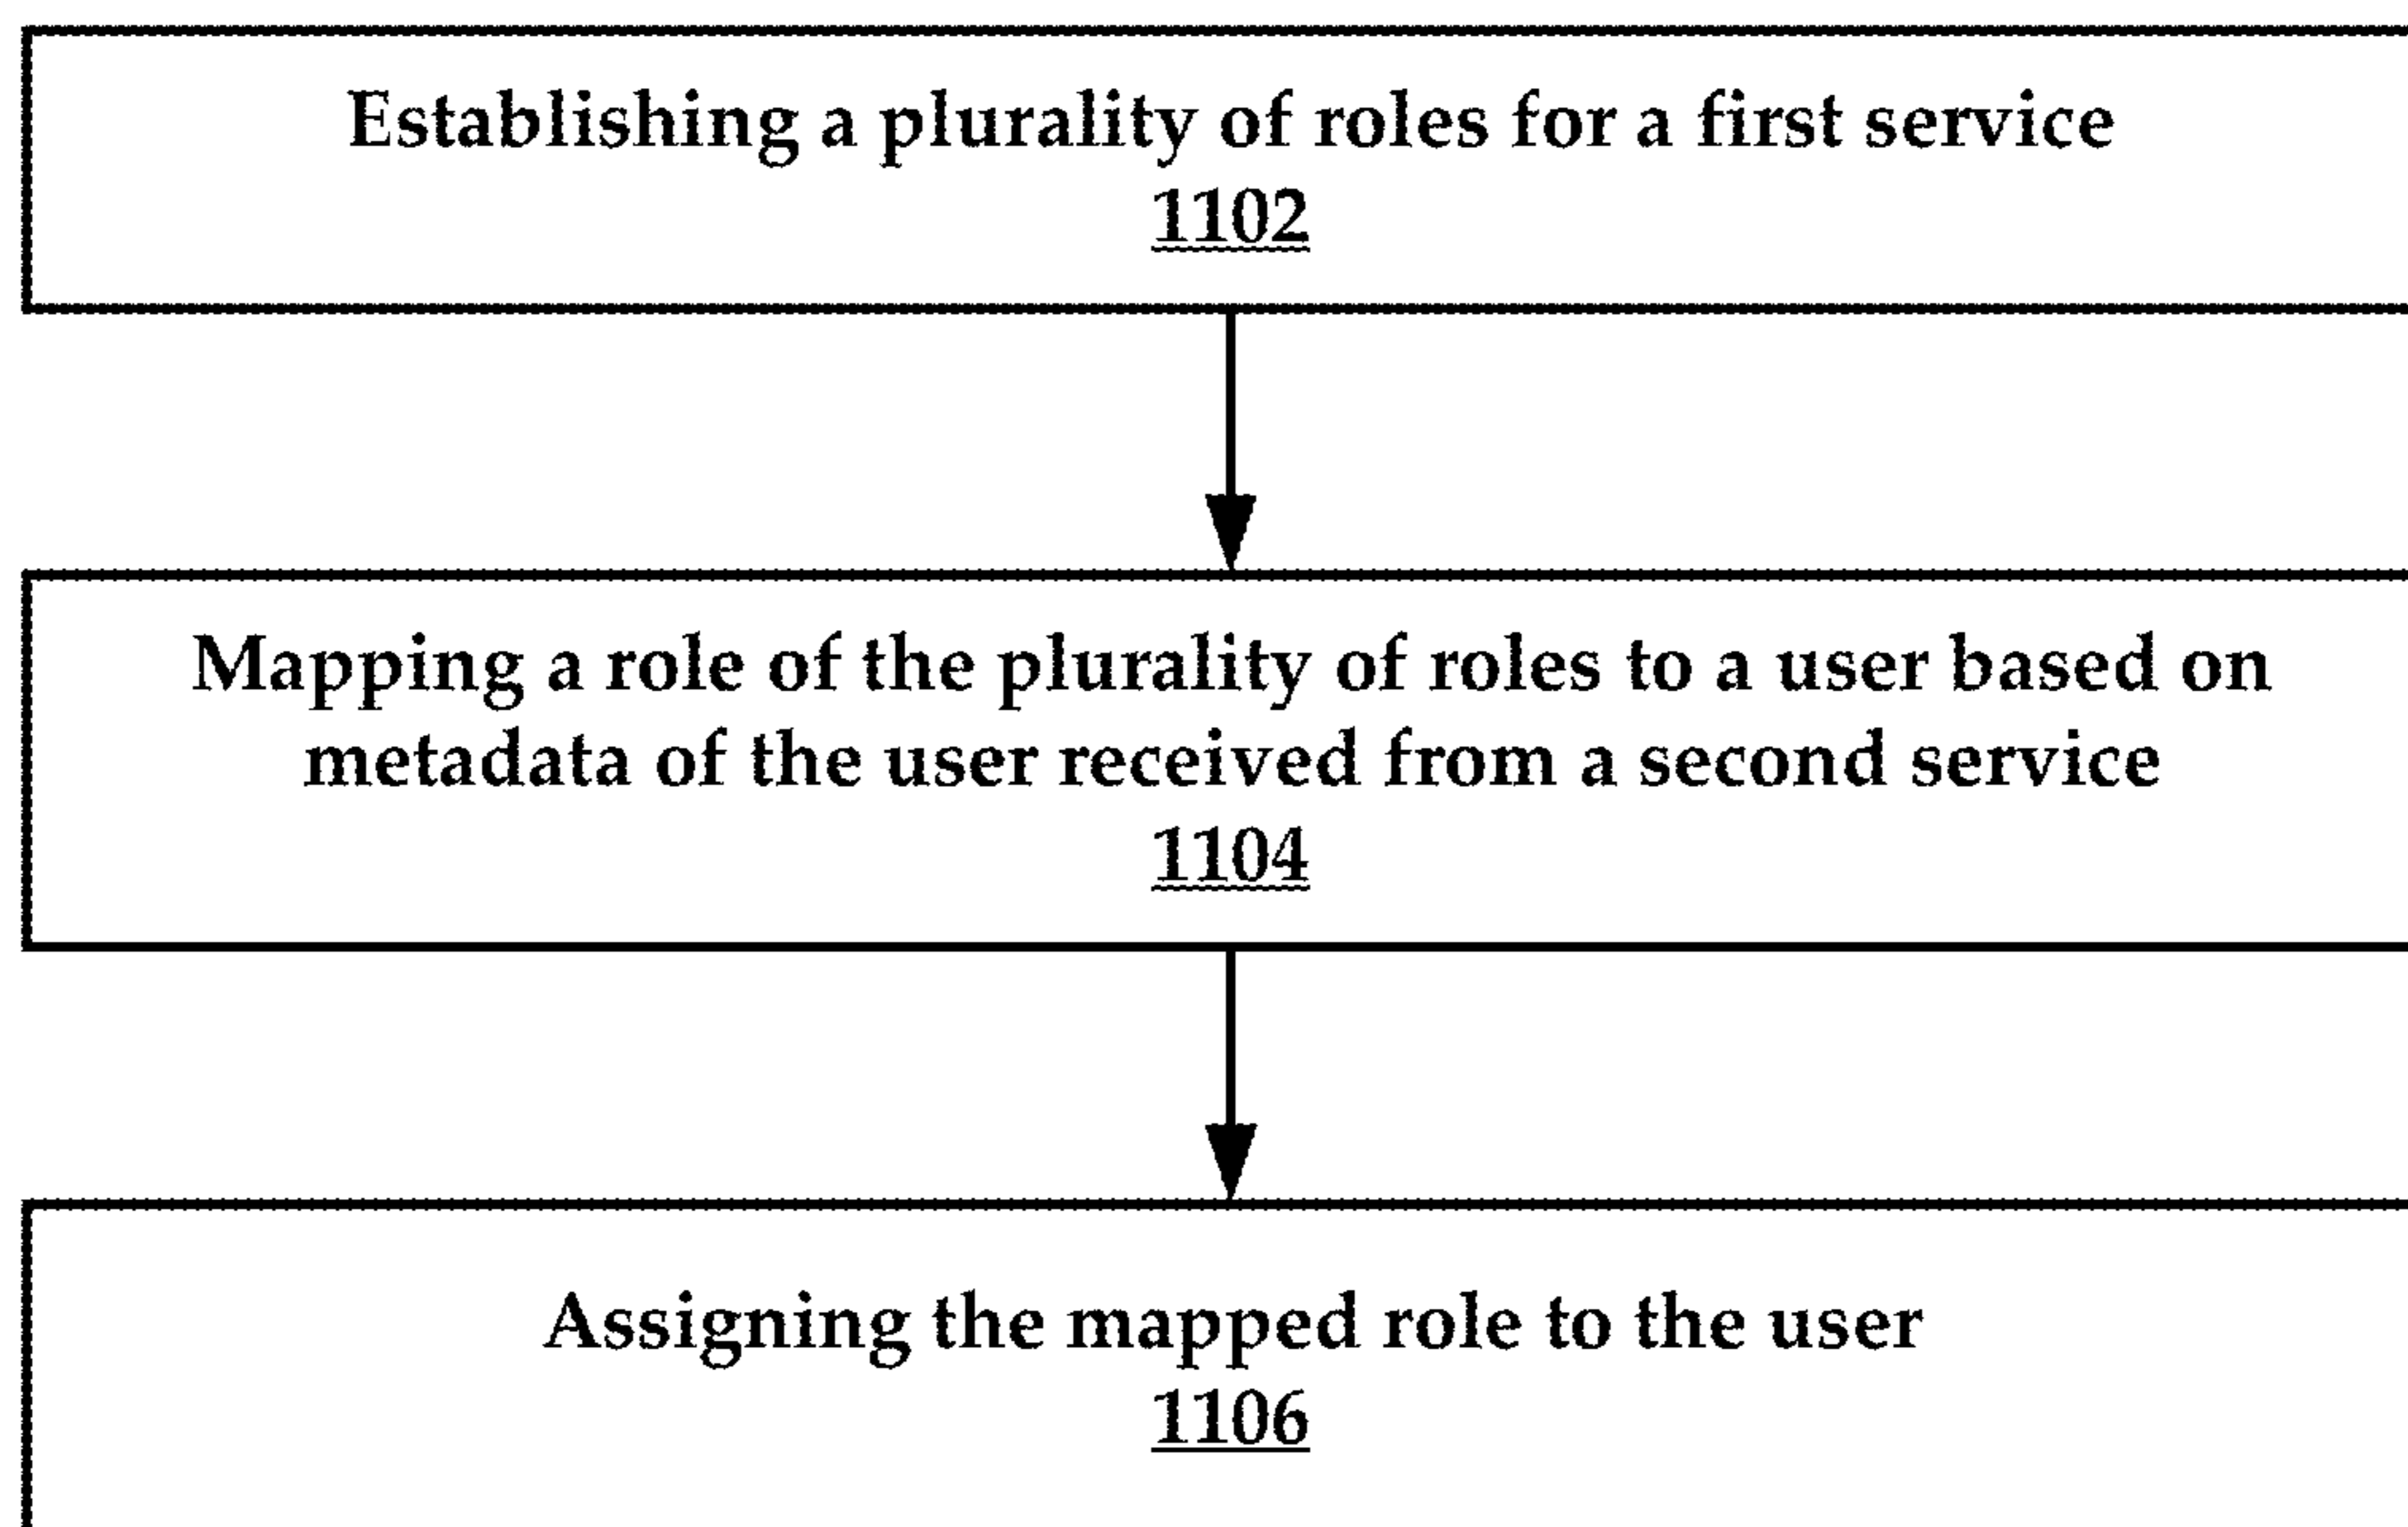 Establishing a plurality of roles for a first service
1102
Mapping a role of the plurality of roles to a user based on
metadata of the user received from a second service
1104
Assigning the mapped role to the user
1106